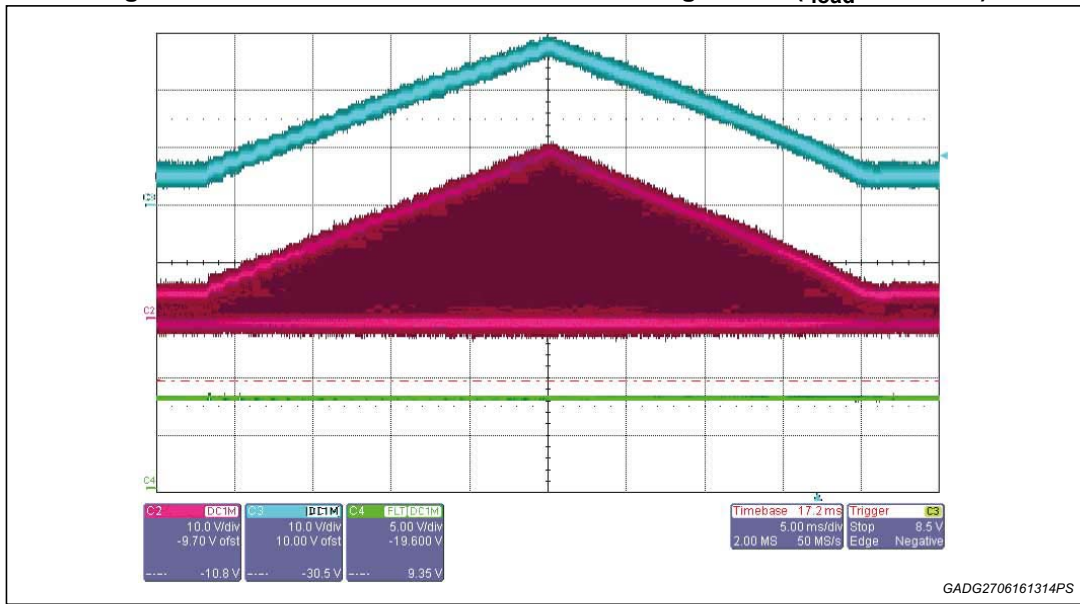 load
C3
C2
C4
C2 DC1M
10.0 V/div
-9.70 V ofst
-10.8 V
C3 DC1M
10.0 V/div
10.00 V ofst
-30.5 V
C4 FLT DC1M
5.00 V/div
-19.600 V
9.35 V
Timebase 17.2 ms
5.00 ms/div
2.00 MS 50 MS/s
Trigger C3
Stop 8.5 V
Edge Negative
GADG2706161314PS